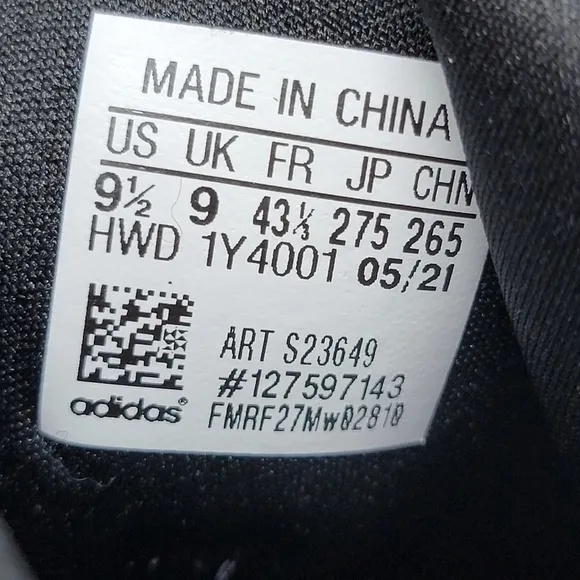 MADE IN CHINA
US UK FR JP CHN
9½ 9 43⅓ 275 265
HWD 1Y4001 05/21
ART S23649
#127597143
adidas® FMRF27Mw02810